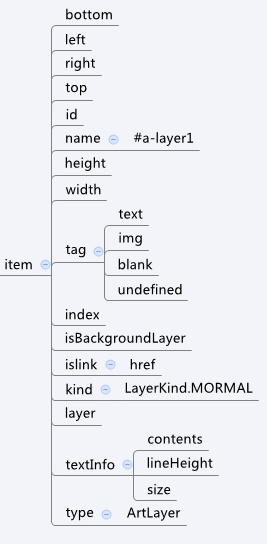 bottom
left
right
top
id
name #a-layer1
height
width
text
img
tag
blank
undefined
item
index
isBackgroundLayer
islink href
kind LayerKind.MORMAL
layer
contents
textInfo lineHeight
size
type ArtLayer